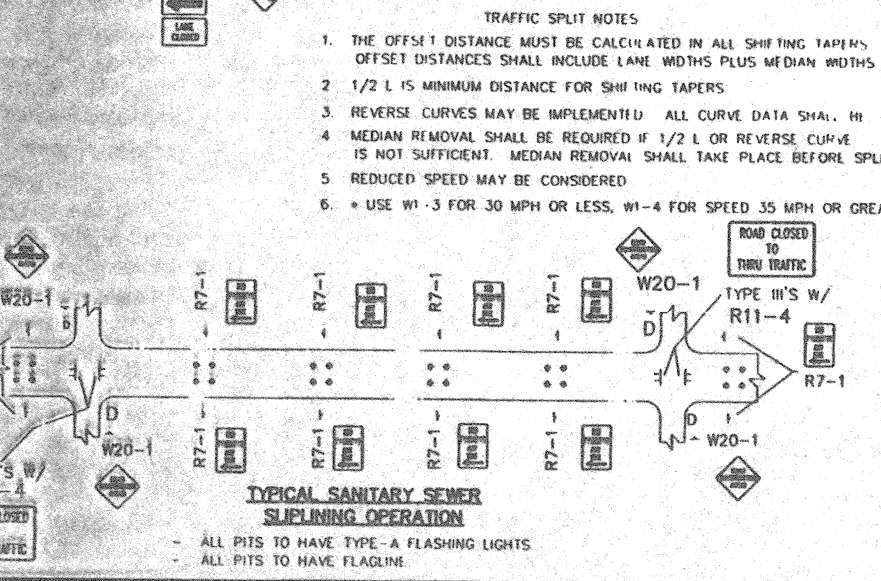 LANE
CLOSED
TRAFFIC SPLIT NOTES
1. THE OFFSET DISTANCE MUST BE CALCULATED IN ALL SHIFTING TAPERS
OFFSET DISTANCES SHALL INCLUDE LANE WIDTHS PLUS MEDIAN WIDTHS
2 1/2 L IS MINIMUM DISTANCE FOR SHIFTING TAPERS
3. REVERSE CURVES MAY BE IMPLEMENTED ALL CURVE DATA SHAL
4 MEDIAN REMOVAL SHALL BE REQUIRED IF 1/2 L OR REVERSE CURVE
IS NOT SUFFICIENT. MEDIAN REMOVAL SHALL TAKE PLACE BEFORE SPL
5 REDUCED SPEED MAY BE CONSIDERED
6. * USE W1-3 FOR 30 MPH OR LESS, W1-4 FOR SPEED 35 MPH OR GREA
ROAD CLOSED
TO
THRU TRAFFIC
W20-1
W20-1
TYPE III'S W/
R11-4
R7-1
R7-1
R7-1
R7-1
D
D
R7-1
D
D
W20-1
W20-1
R7-1
R7-1
R7-1
R7-1
'S W/
-4
LOSED
AFFIC
TYPICAL SANITARY SEWER
SLIPLINING OPERATION
- ALL PITS TO HAVE TYPE-A FLASHING LIGHTS
- ALL PITS TO HAVE FLAGLINE